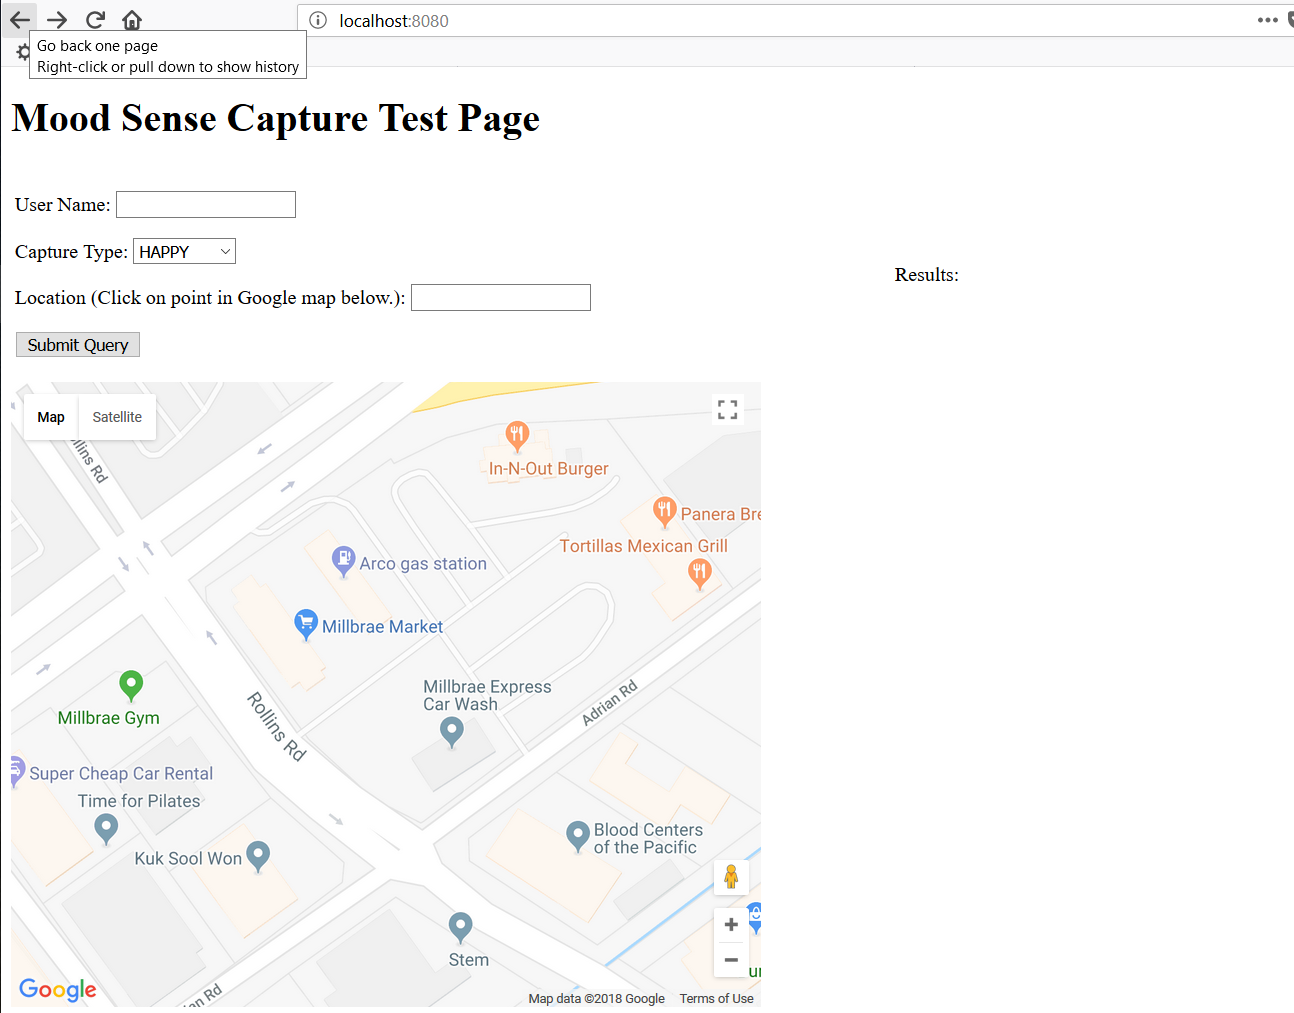 localhost:8080
Go back one page
Right-click or pull down to show history
Mood Sense Capture Test Page
User Name:
Capture Type: HAPPY
Results:
Location (Click on point in Google map below.):
Submit Query
Map Satellite
Rollins Rd
In-N-Out Burger
Panera Bre
Tortillas Mexican Grill
Arco gas station
Millbrae Market
Millbrae Express
Car Wash
Adrian Rd
Rollins Rd
Millbrae Gym
Super Cheap Car Rental
Time for Pilates
Kuk Sool Won
Blood Centers
of the Pacific
Stem
Google
Map data ©2018 Google Terms of Use